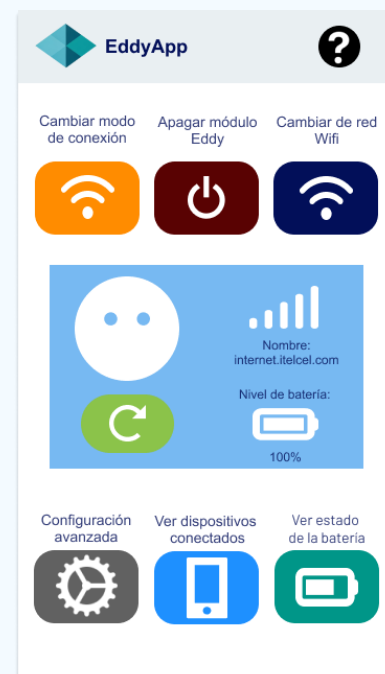 EddyApp
?
Cambiar modo
de conexión
Apagar módulo
Eddy
Cambiar de red
Wifi
Nombre:
internet.itelcel.com
Nivel de batería:
100%
Configuración
avanzada
Ver dispositivos
conectados
Ver estado
de la batería